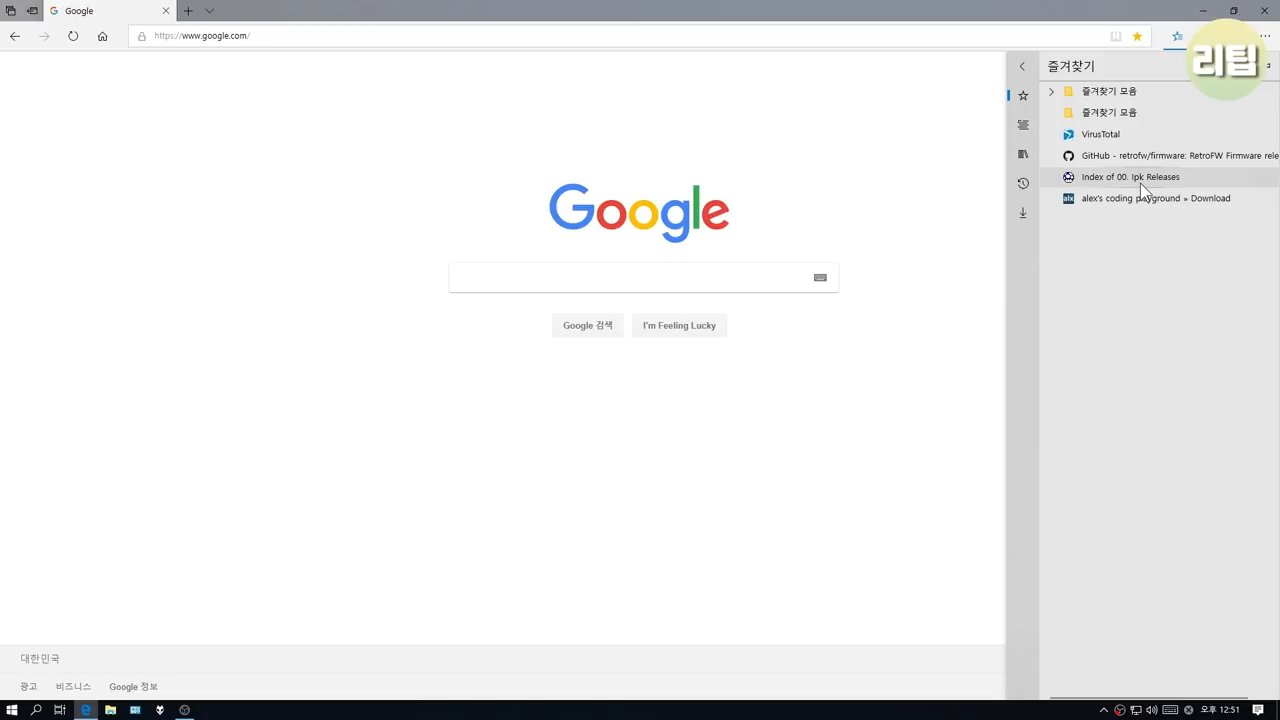 Google
https://www.google.com/
리팁
즐겨찾기
즐겨찾기 모음
즐겨찾기 모음
VirusTotal
GitHub - retrofw/firmware: RetroFW Firmware rele
Index of 00. Ipk Releases
alx
alex's coding playground » Download
Google
Google 검색
I'm Feeling Lucky
대한민국
광고
비즈니스
Google 정보
오후 12:51